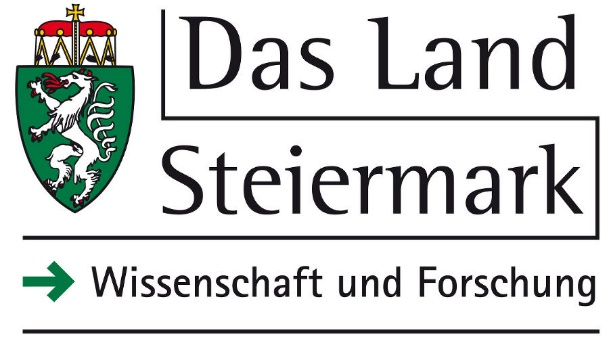 Das Land
Steiermark
Wissenschaft und Forschung